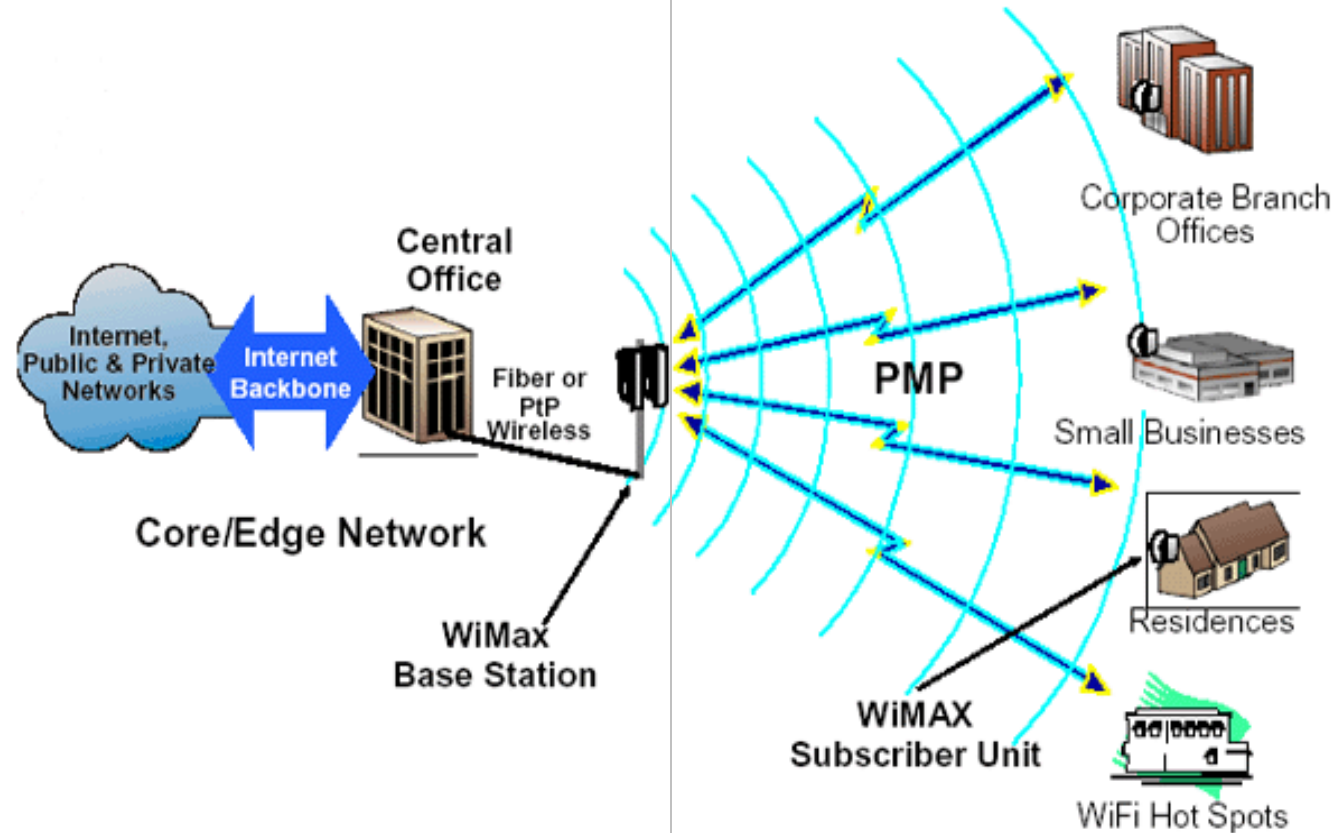 Corporate Branch
Offices
Central
Office
Internet,
Public & Private
Networks
Internet
Backbone
Fiber or
PtP
Wireless
PMP
Small Businesses
Core/Edge Network
Residences
WiMax
Base Station
WiMAX
Subscriber Unit
WiFi Hot Spots